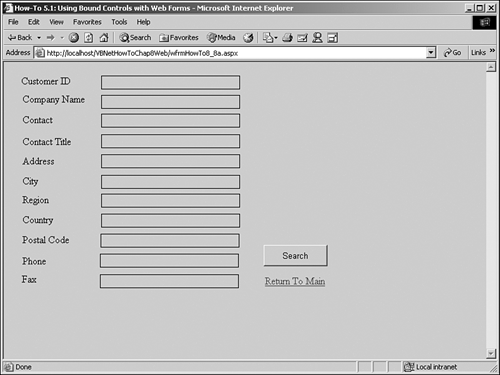 How-To 5.1: Using Bound Controls with Web Forms - Microsoft Internet Explorer
File Edit View Favorites Tools Help
Back Search Favorites Media
Address http://localhost/VBNetHowToChap8Web/wfrmHowTo8_8a.aspx Go Links »
Customer ID
Company Name
Contact
Contact Title
Address
City
Region
Country
Postal Code
Phone
Search
Fax
Return To Main
Done Local intranet